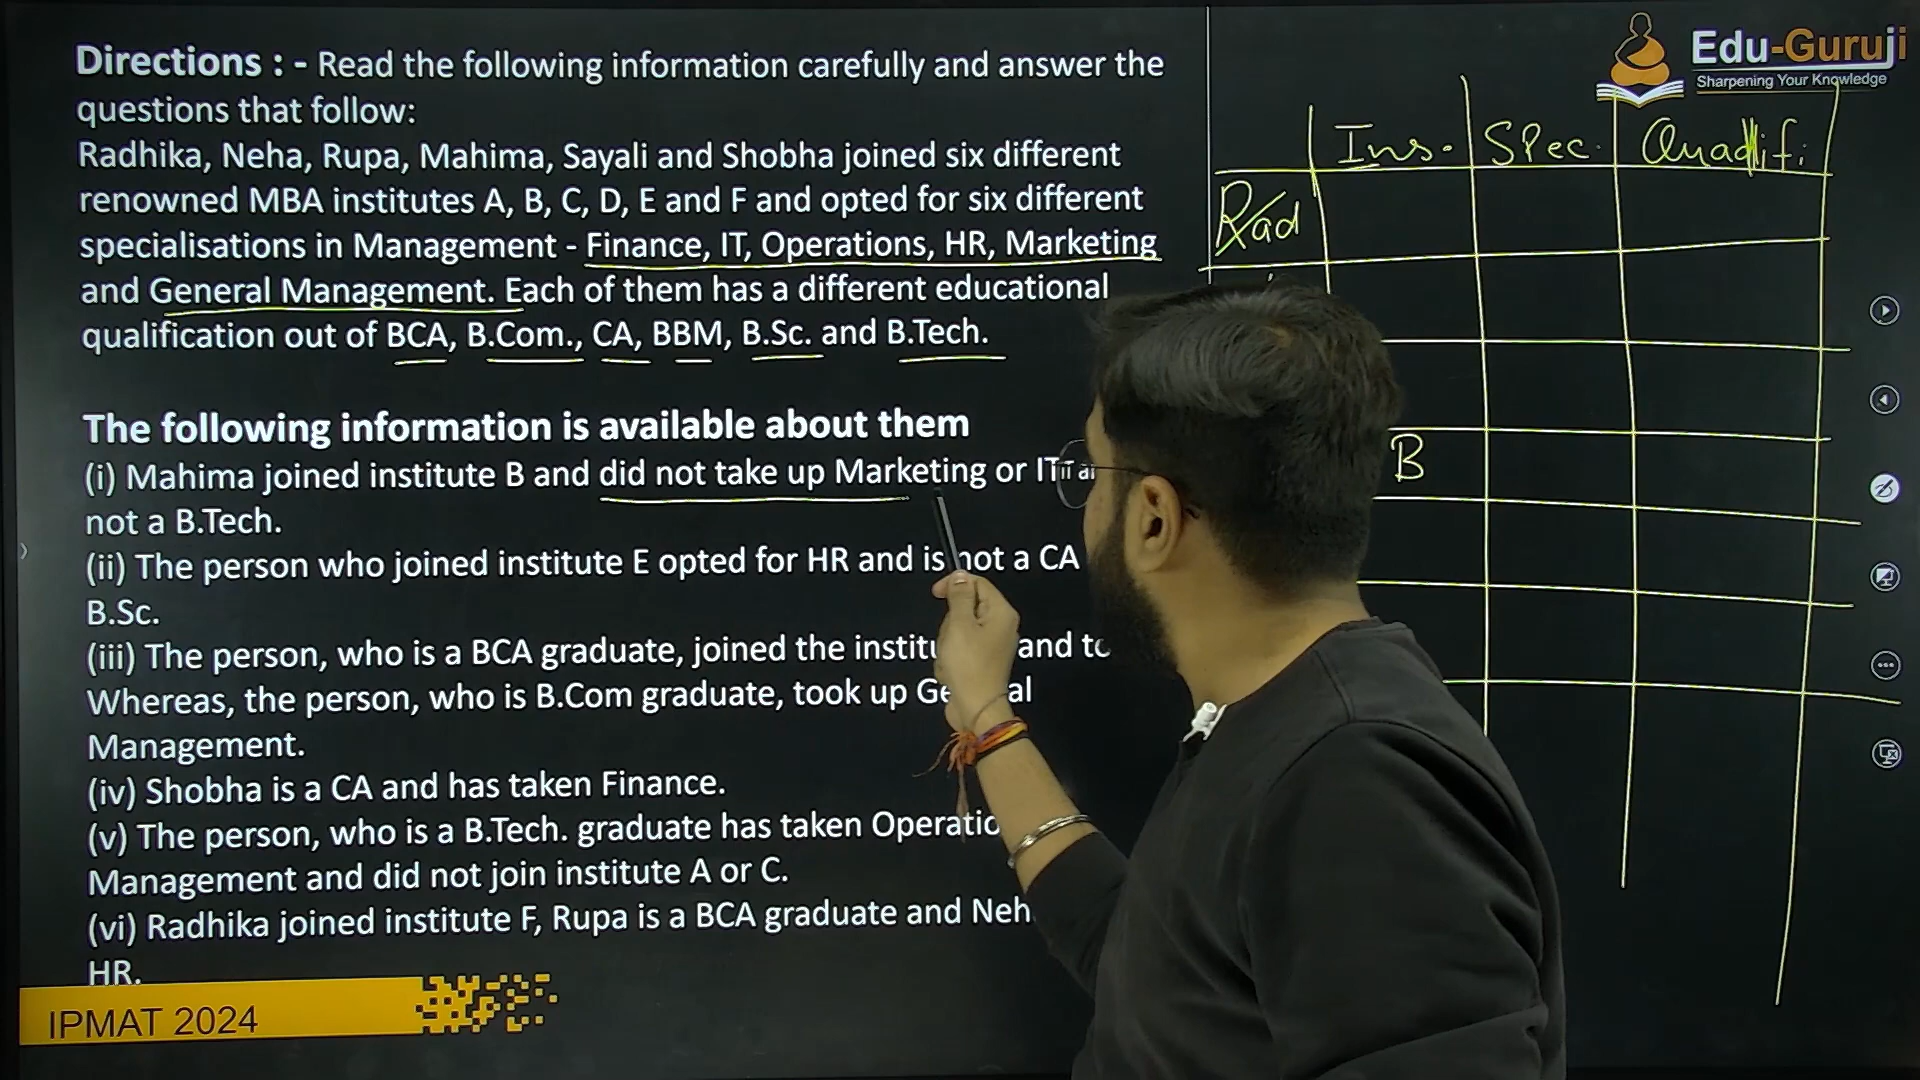 Directions : - Read the following information carefully and answer the
questions that follow:
Radhika, Neha, Rupa, Mahima, Sayali and Shobha joined six different
renowned MBA institutes A, B, C, D, E and F and opted for six different
specialisations in Management - Finance, IT, Operations, HR, Marketing
and General Management. Each of them has a different educational
qualification out of BCA, B.Com., CA, BBM, B.Sc. and B.Tech.
The following information is available about them
(i) Mahima joined institute B and did not take up Marketing or IT
not a B.Tech.
(ii) The person who joined institute E opted for HR and is not a CA
B.Sc.
(iii) The person, who is a BCA graduate, joined the and
Whereas, the person, who is B.Com graduate, took up
Management.
(iv) Shobha is a CA and has taken Finance.
(v) The person, who is a B.Tech. graduate has taken
Management and did not join institute A or C.
(vi) Radhika joined institute F, Rupa is a BCA graduate and
HR.
IPMAT 2024
Edu-Guruji
Sharpening Your Knowledge
Ins. Spec. Qualif.
Rad
B